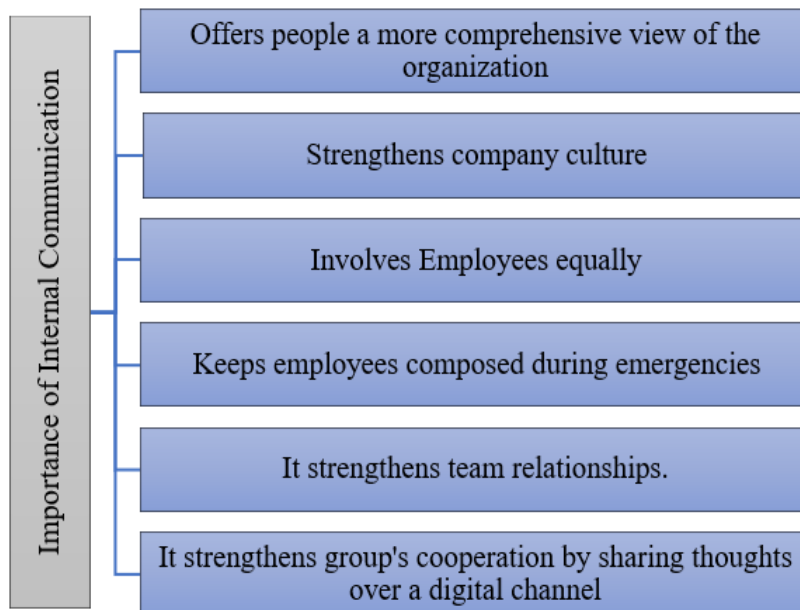 Importance of Internal Communication
Offers people a more comprehensive view of the
organization
Strengthens company culture
Involves Employees equally
Keeps employees composed during emergencies
It strengthens team relationships.
It strengthens group's cooperation by sharing thoughts
over a digital channel